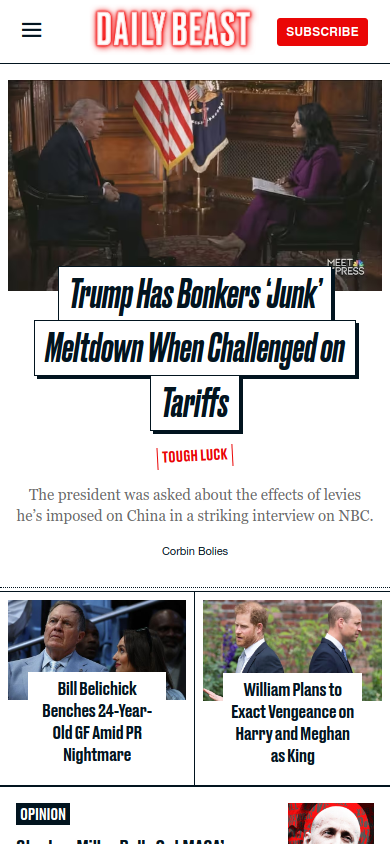 DAILY BEAST
SUBSCRIBE
MEET
PRESS
Trump Has Bonkers ‘Junk’
Meltdown When Challenged on
Tariffs
TOUGH LUCK
The president was asked about the effects of levies
he’s imposed on China in a striking interview on NBC.
Corbin Bolies
Bill Belichick
Benches 24-Year-
Old GF Amid PR
Nightmare
William Plans to
Exact Vengeance on
Harry and Meghan
as King
OPINION